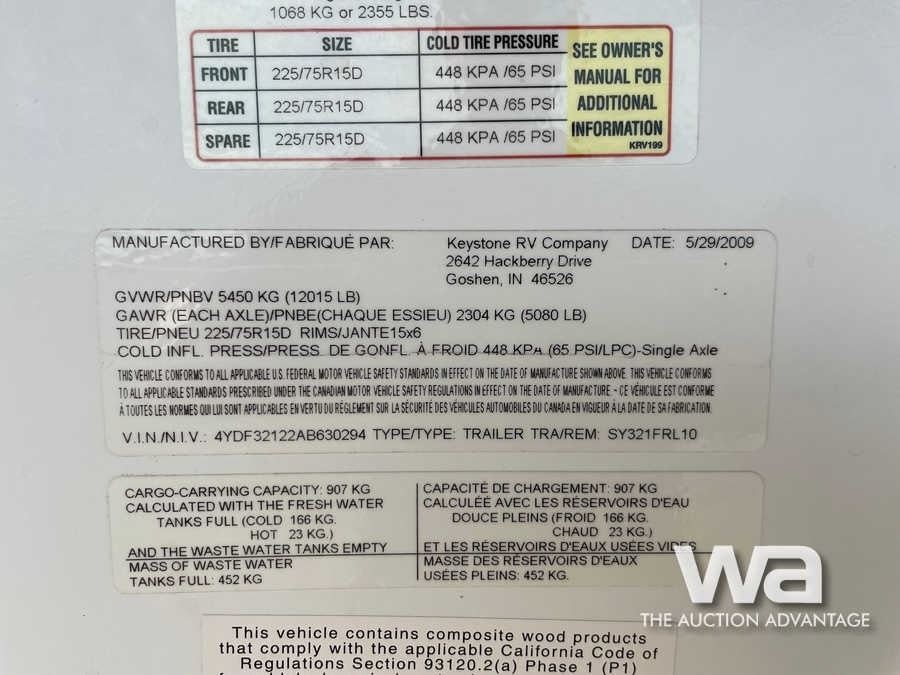 1068 KG or 2355 LBS.
TIRE SIZE COLD TIRE PRESSURE
FRONT 225/75R15D 448 KPA /65 PSI
REAR 225/75R15D 448 KPA /65 PSI
SPARE 225/75R15D 448 KPA /65 PSI
SEE OWNER'S
MANUAL FOR
ADDITIONAL
INFORMATION
KRV199
MANUFACTURED BY/FABRIQUÉ PAR: Keystone RV Company DATE: 5/29/2009
2642 Hackberry Drive
Goshen, IN 46526
GVWR/PNBV 5450 KG (12015 LB)
GAWR (EACH AXLE)/PNBE(CHAQUE ESSIEU) 2304 KG (5080 LB)
TIRE/PNEU 225/75R15D RIMS/JANTE15x6
COLD INFL. PRESS/PRESS. DE GONFL. À FROID 448 KPA (65 PSI/LPC)-Single Axle
THIS VEHICLE CONFORMS TO ALL APPLICABLE U.S. FEDERAL MOTOR VEHICLE SAFETY STANDARDS IN EFFECT ON THE DATE OF MANUFACTURE SHOWN ABOVE. THIS VEHICLE CONFORMS
TO ALL APPLICABLE STANDARDS PRESCRIBED UNDER THE CANADIAN MOTOR VEHICLE SAFETY REGULATIONS IN EFFECT ON THE DATE OF MANUFACTURE. - CE VÉHICULE EST CONFORME
À TOUTES LES NORMES QUI LUI SONT APPLICABLES EN VERTU DU RÈGLEMENT SUR LA SÉCURITÉ DES VÉHICULES AUTOMOBILES DU CANADA EN VIGUEUR À LA DATE DE SA FABRICATION.
V.I.N./N.I.V.: 4YDF32122AB630294 TYPE/TYPE: TRAILER TRA/REM: SY321FRL10
CARGO-CARRYING CAPACITY: 907 KG
CALCULATED WITH THE FRESH WATER
TANKS FULL (COLD 166 KG.
HOT 23 KG.)
AND THE WASTE WATER TANKS EMPTY
MASS OF WASTE WATER
TANKS FULL: 452 KG
CAPACITÉ DE CHARGEMENT: 907 KG
CALCULÉE AVEC LES RÉSERVOIRS D'EAU
DOUCE PLEINS (FROID 166 KG.
CHAUD 23 KG.)
ET LES RÉSERVOIRS D'EAUX USÉES VIDES
MASSE DES RÉSERVOIRS D'EAUX
USÉES PLEINS: 452 KG.
wa
THE AUCTION ADVANTAGE
This vehicle contains composite wood products
that comply with the applicable California Code of
Regulations Section 93120.2(a) Phase 1 (P1)